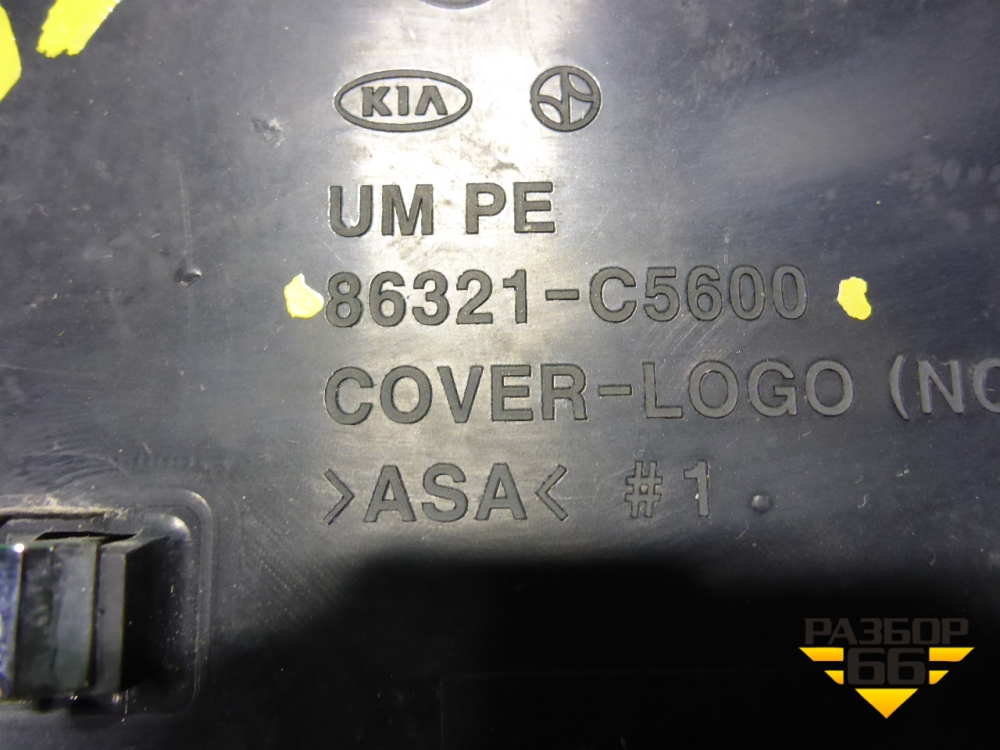 KIA
UM PE
86321-C5600
COVER-LOGO
>ASA< #1
РАЗБОР
66